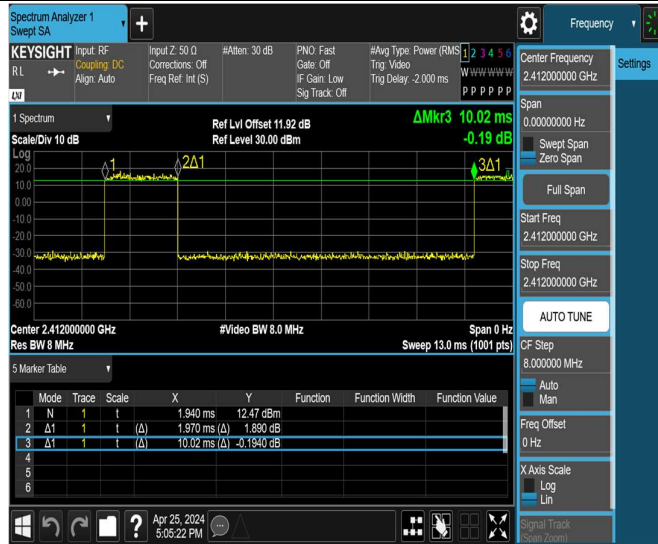 Spectrum Analyzer 1
Swept SA
Frequency
KEYSIGHT
RL
LXI
Input: RF
Coupling: DC
Align: Auto
Input Z: 50 Ω
Corrections: Off
Freq Ref: Int (S)
#Atten: 30 dB
PNO: Fast
Gate: Off
IF Gain: Low
Sig Track: Off
#Avg Type: Power (RMS
Trig: Video
Trig Delay: -2.000 ms
1 2 3 4 5 6
W W W W W W
P P P P P P
1 Spectrum
Scale/Div 10 dB
Ref Lvl Offset 11.92 dB
Ref Level 30.00 dBm
ΔMkr3 10.02 ms
-0.19 dB
Log
20.0
10.0
0.00
-10.0
-20.0
-30.0
-40.0
-50.0
-60.0
1
2Δ1
3Δ1
Center 2.412000000 GHz
#Video BW 8.0 MHz
Span 0 Hz
Res BW 8 MHz
Sweep 13.0 ms (1001 pts)
5 Marker Table
Mode Trace Scale X Y Function Function Width Function Value
1 N 1 t 1.940 ms 12.47 dBm
2 Δ1 1 t (Δ) 1.970 ms (Δ) 1.890 dB
3 Δ1 1 t (Δ) 10.02 ms (Δ) -0.1940 dB
4
5
6
Apr 25, 2024
5:05:22 PM
Settings
Center Frequency
2.412000000 GHz
Span
0.00000000 Hz
Swept Span
Zero Span
Full Span
Start Freq
2.412000000 GHz
Stop Freq
2.412000000 GHz
AUTO TUNE
CF Step
8.000000 MHz
Auto
Man
Freq Offset
0 Hz
X Axis Scale
Log
Lin
Signal Track
(Span Zoom)